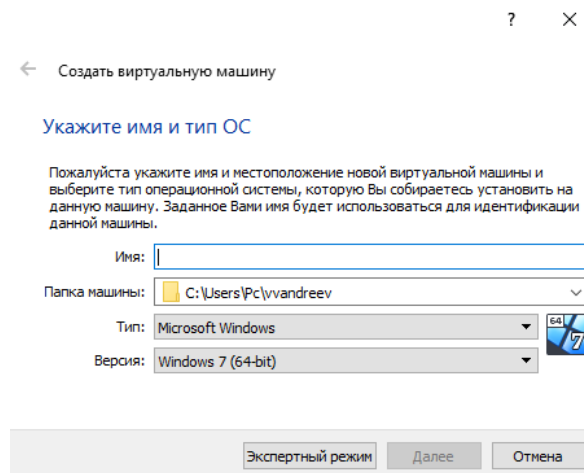 ?
Создать виртуальную машину
Укажите имя и тип ОС
Пожалуйста укажите имя и местоположение новой виртуальной машины и
выберите тип операционной системы, которую Вы собираетесь установить на
данную машину. Заданное Вами имя будет использоваться для идентификации
данной машины.
Имя:
Папка машины: C:\Users\Pc\vvandreev
Тип: Microsoft Windows
64
7
Версия: Windows 7 (64-bit)
Экспертный режим Далее Отмена